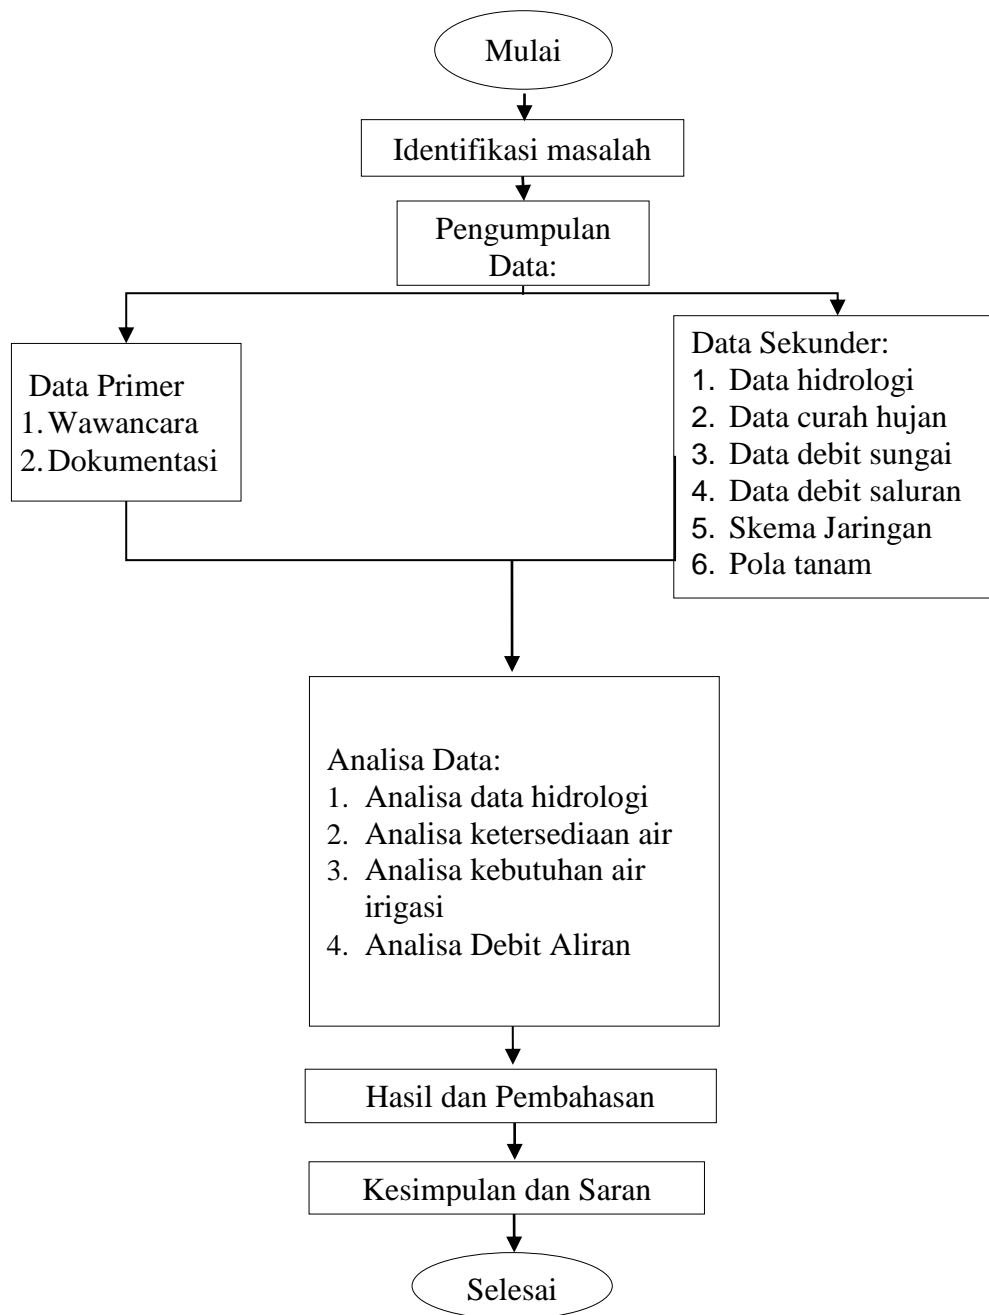 Mulai
Identifikasi masalah
Pengumpulan
Data:
Data Primer
1. Wawancara
2. Dokumentasi
Data Sekunder:
1. Data hidrologi
2. Data curah hujan
3. Data debit sungai
4. Data debit saluran
5. Skema Jaringan
6. Pola tanam
Analisa Data:
1. Analisa data hidrologi
2. Analisa ketersediaan air
3. Analisa kebutuhan air
irigasi
4. Analisa Debit Aliran
Hasil dan Pembahasan
Kesimpulan dan Saran
Selesai